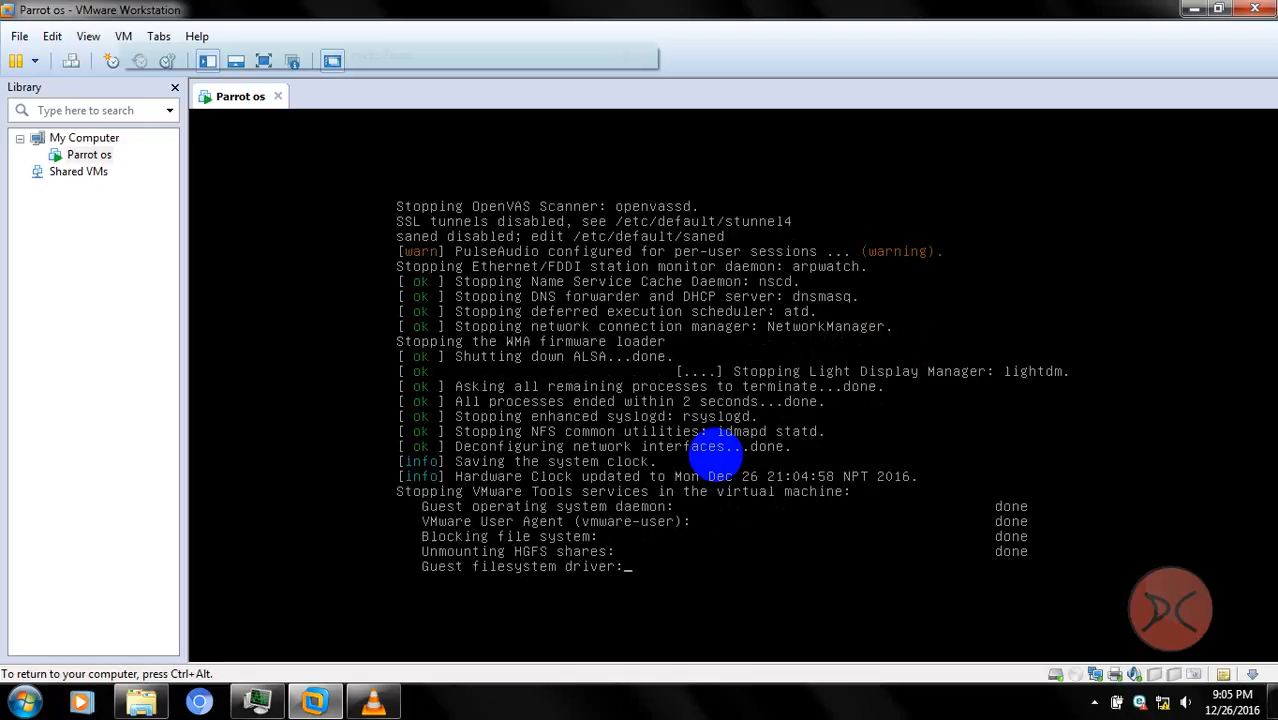 Parrot os - VMware Workstation
File Edit View VM Tabs Help
Library
Type here to search
My Computer
Parrot os
Shared VMs
Parrot os
Stopping OpenVAS Scanner: openvassd.
SSL tunnels disabled, see /etc/default/stunnel4
saned disabled; edit /etc/default/saned
[warn] PulseAudio configured for per-user sessions ... (warning).
Stopping Ethernet/FDDI station monitor daemon: arpwatch.
[ ok ] Stopping Name Service Cache Daemon: nscd.
[ ok ] Stopping DNS forwarder and DHCP server: dnsmasq.
[ ok ] Stopping deferred execution scheduler: atd.
[ ok ] Stopping network connection manager: NetworkManager.
Stopping the WMA firmware loader
[ ok ] Shutting down ALSA...done.
[ ok [....] Stopping Light Display Manager: lightdm.
[ ok ] Asking all remaining processes to terminate...done.
[ ok ] All processes ended within 2 seconds...done.
[ ok ] Stopping enhanced syslogd: rsyslogd.
[ ok ] Stopping NFS common utilities: idmapd statd.
[ ok ] Deconfiguring network interfaces...done.
[info] Saving the system clock.
[info] Hardware Clock updated to Mon Dec 26 21:04:58 NPT 2016.
Stopping VMware Tools services in the virtual machine:
Guest operating system daemon: done
VMware User Agent (vmware-user): done
Blocking file system: done
Unmounting HGFS shares: done
Guest filesystem driver:_
DC
To return to your computer, press Ctrl+Alt.
9:05 PM
12/26/2016